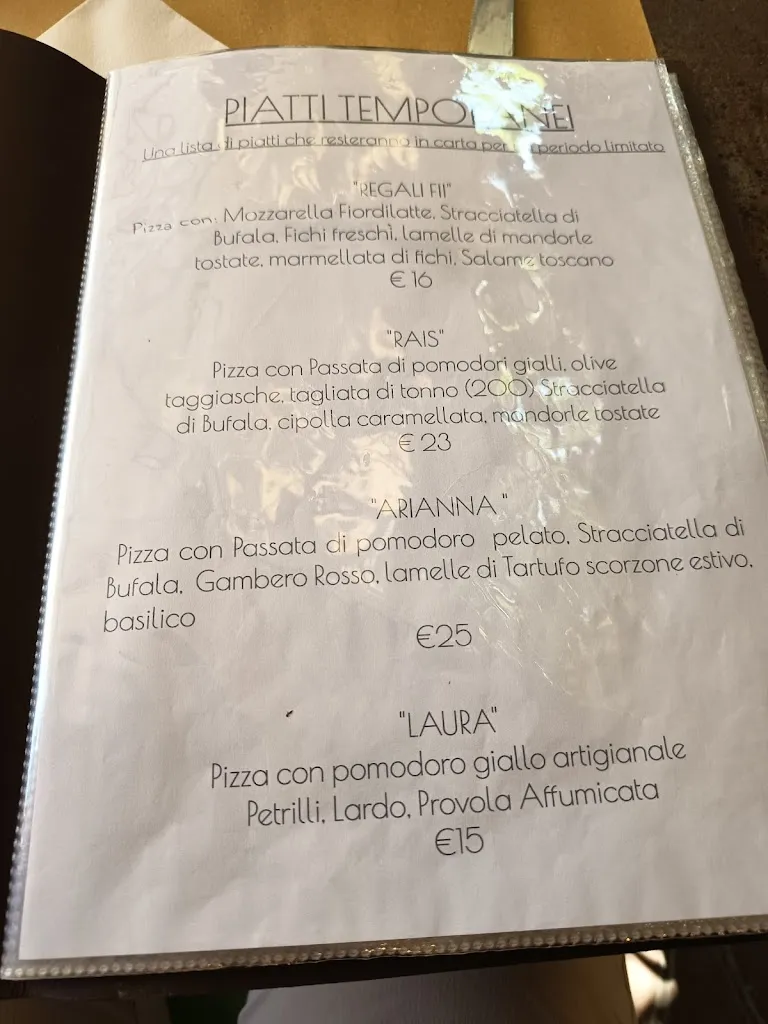 PIATTI TEMPORANEI
Una lista di piatti che resteranno in carta per periodo limitato
"REGALI FII"
Pizza con: Mozzarella Fiordilatte, Stracciatella di
Bufala, Fichi freschi, lamelle di mandorle
tostate, marmellata di fichi, Salame toscano
€ 16
"RAIS"
Pizza con Passata di pomodori gialli, olive
taggiasche, tagliata di tonno (200) Stracciatella
di Bufala, cipolla caramellata, mandorle tostate
€ 23
"ARIANNA "
Pizza con Passata di pomodoro pelato, Stracciatella di
Bufala, Gambero Rosso, lamelle di Tartufo scorzone estivo,
basilico
€25
"LAURA"
Pizza con pomodoro giallo artigianale
Petrilli, Lardo, Provola Affumicata
€15